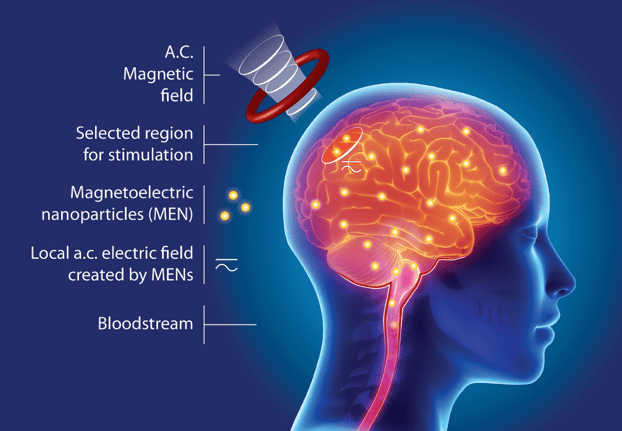 A.C.
Magnetic
field
Selected region
for stimulation
Magnetoelectric
nanoparticles (MEN)
Local a.c. electric field
created by MENs
Bloodstream